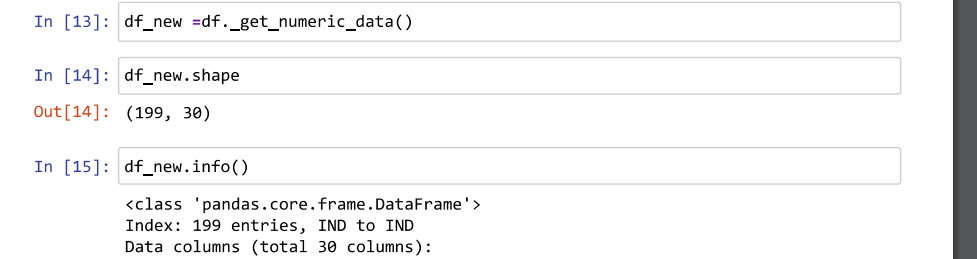 In [13]: df_new =df._get_numeric_data()
In [14]: df_new.shape
Out[14]: (199, 30)
In [15]: df_new.info()
<class 'pandas.core.frame.DataFrame'>
Index: 199 entries, IND to IND
Data columns (total 30 columns):